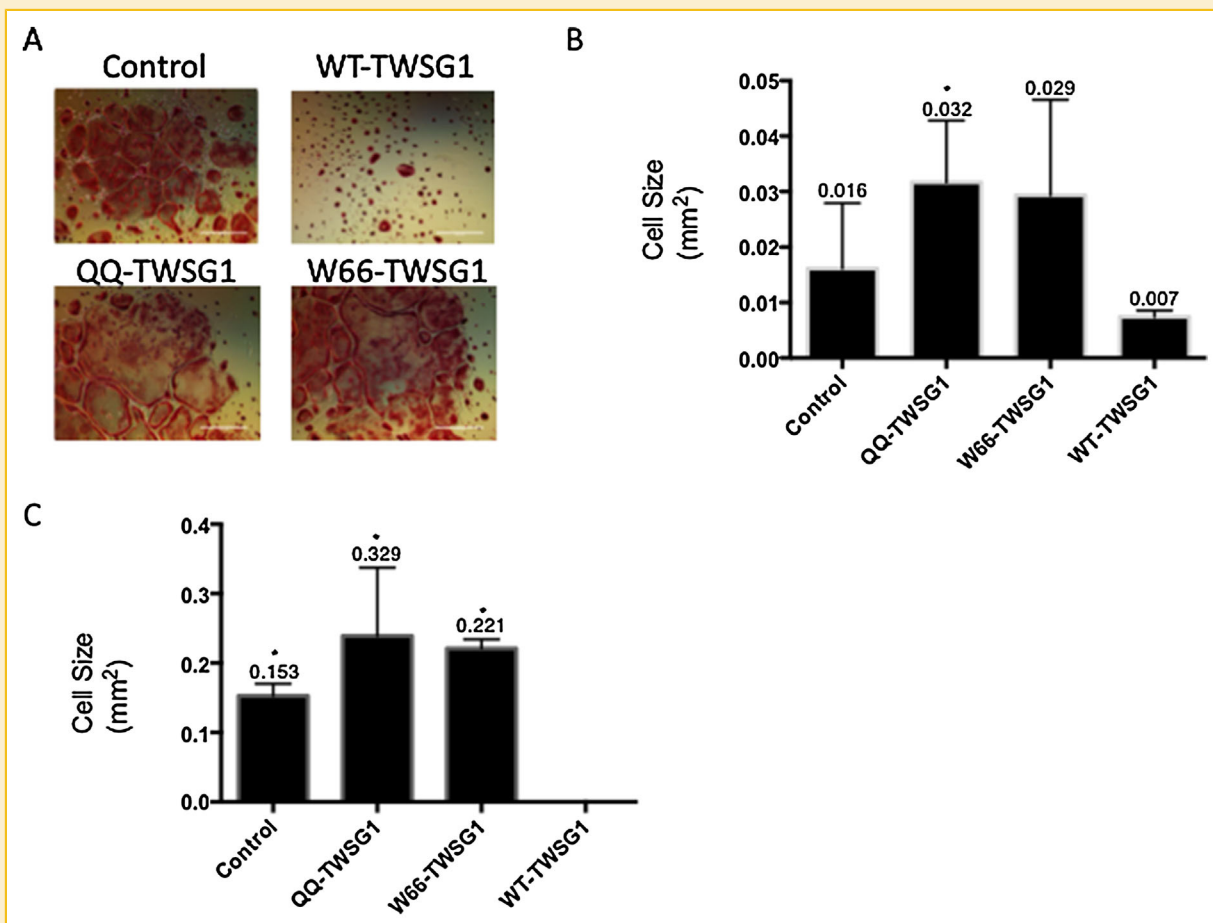 A
Control
WT-TWSG1
QQ-TWSG1
W66-TWSG1
B
Cell Size
(mm2)
0.05
0.04
0.03
0.02
0.01
0.00
0.016
*
0.032
0.029
0.007
Control
QQ-TWSG1
W66-TWSG1
WT-TWSG1
C
Cell Size
(mm2)
0.4
0.3
0.2
0.1
0.0
*
0.153
*
0.329
*
0.221
Control
QQ-TWSG1
W66-TWSG1
WT-TWSG1